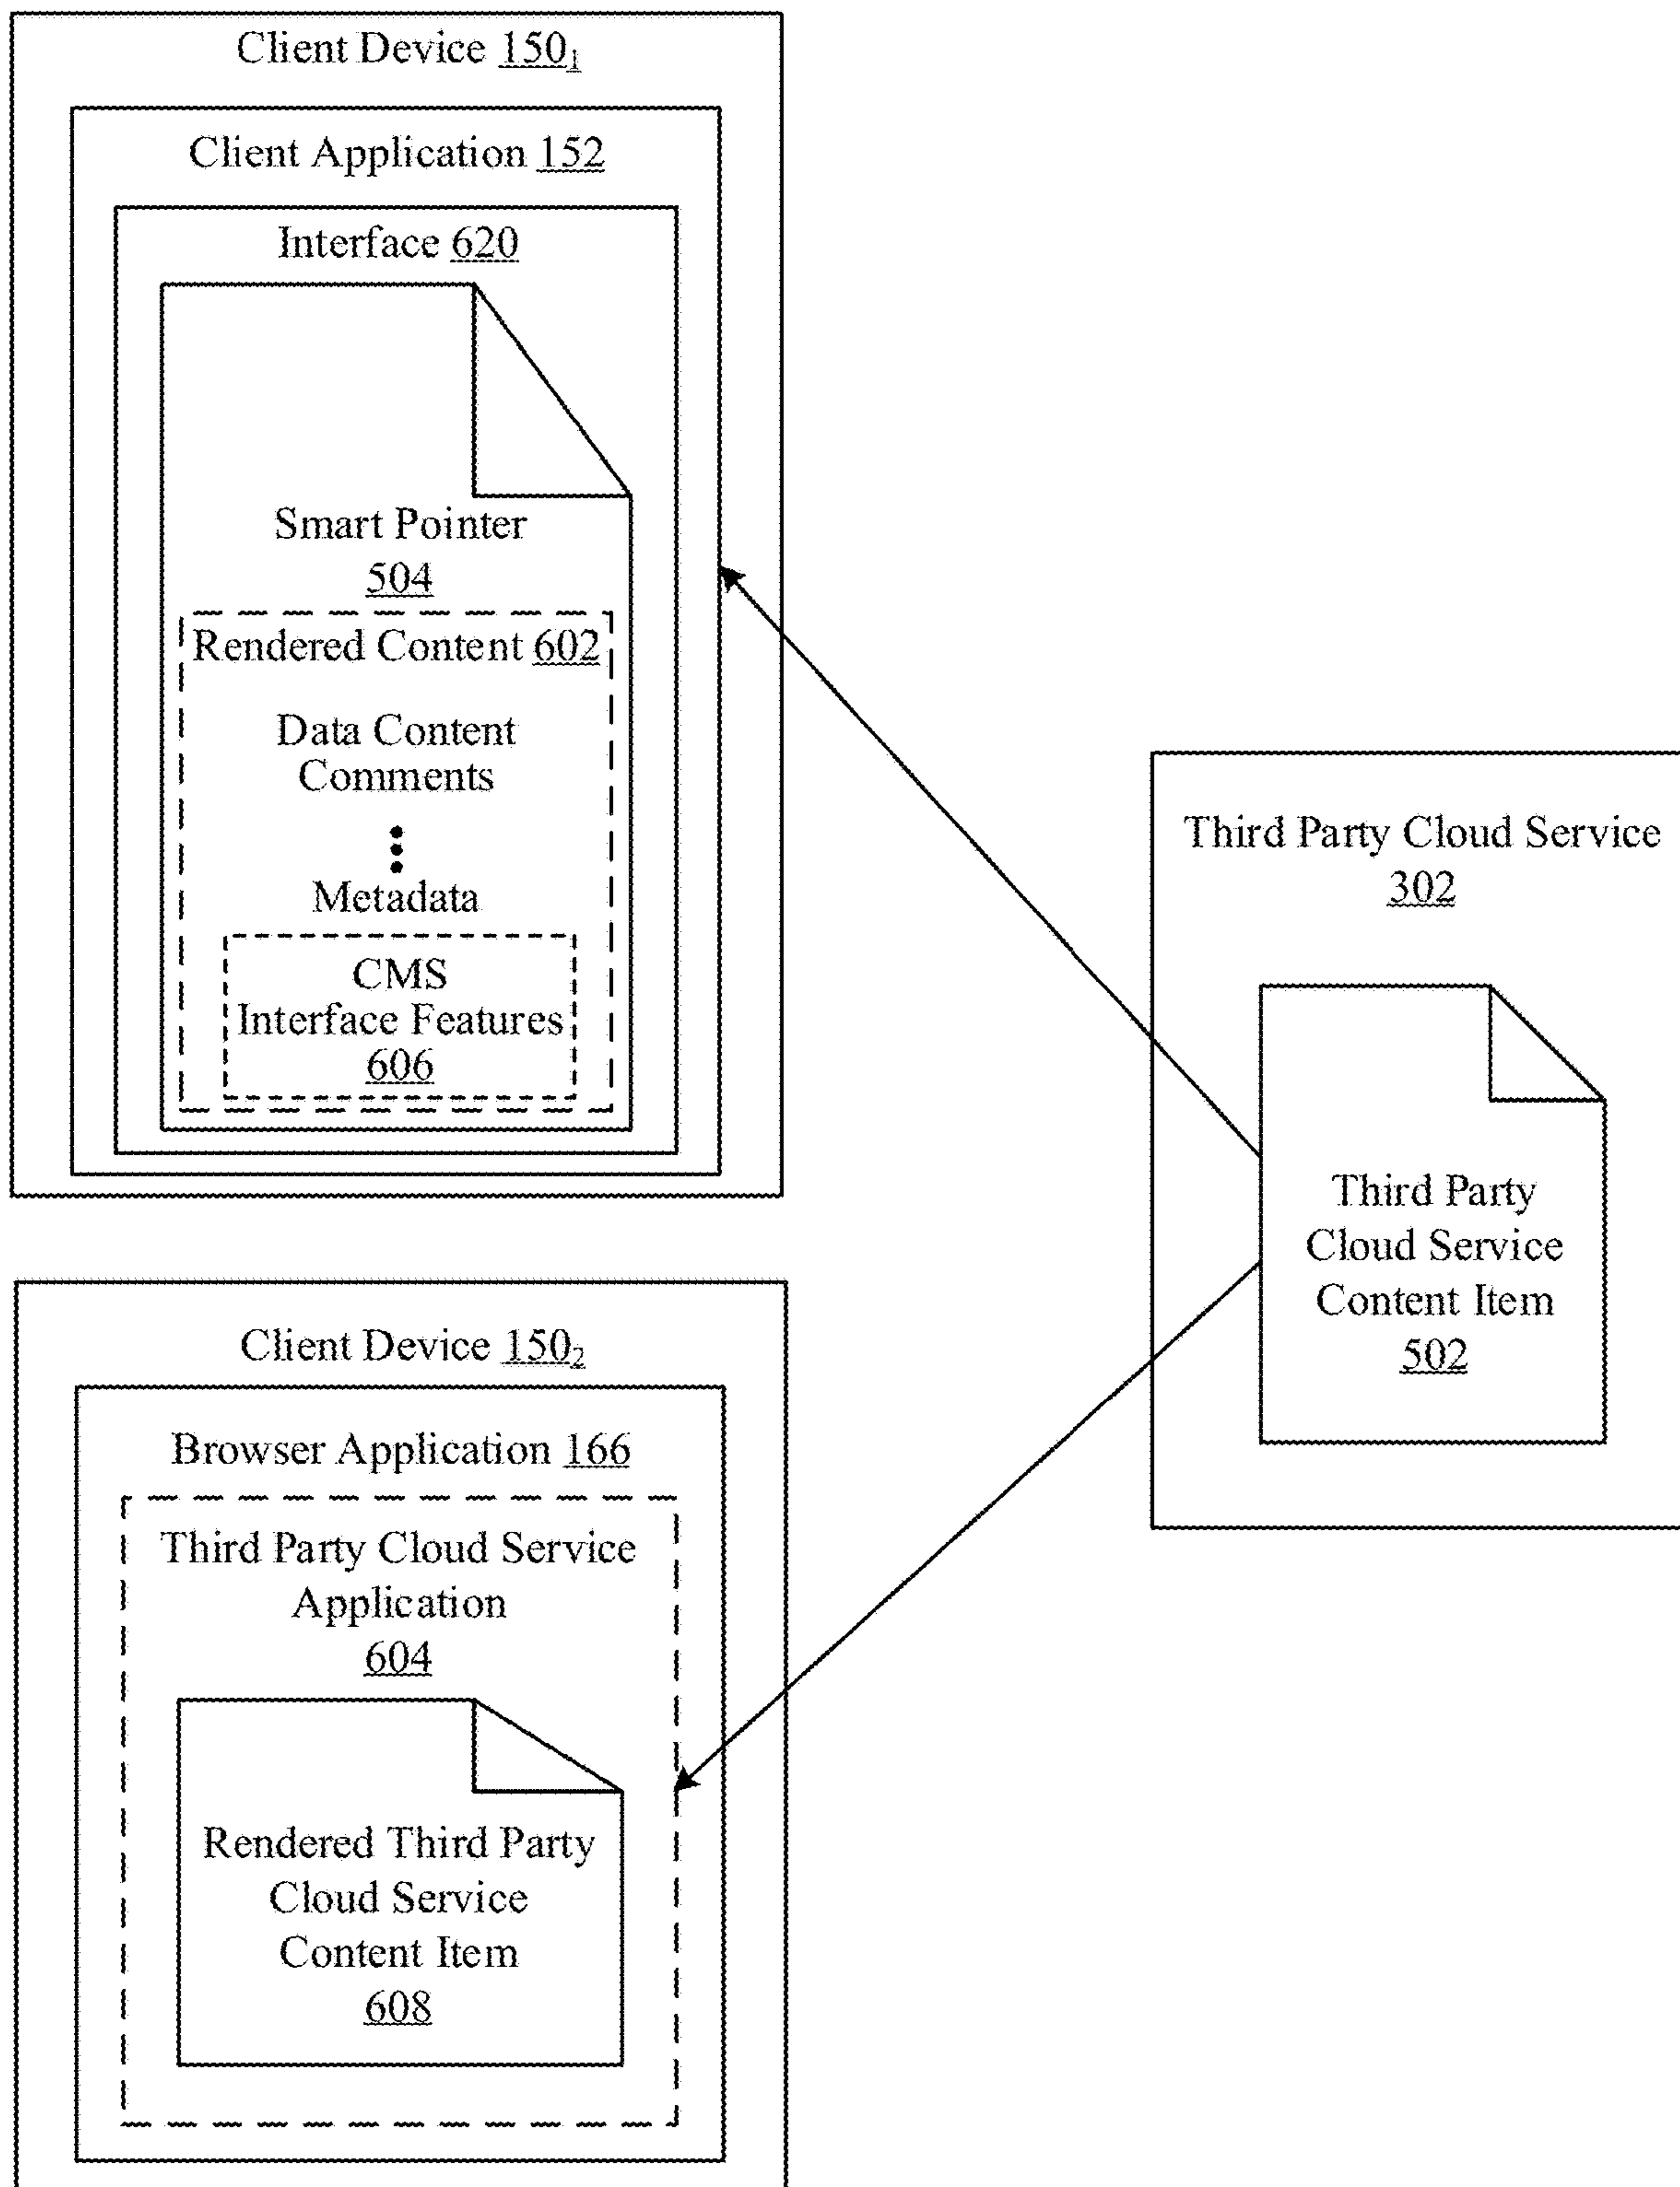 Client Device 150₁
Client Application 152
Interface 620
Smart Pointer
504
Rendered Content 602
Data Content
Comments
Metadata
CMS
Interface Features
606
Third Party Cloud Service
302
Third Party
Cloud Service
Content Item
502
Client Device 150₂
Browser Application 166
Third Party Cloud Service
Application
604
Rendered Third Party
Cloud Service
Content Item
608